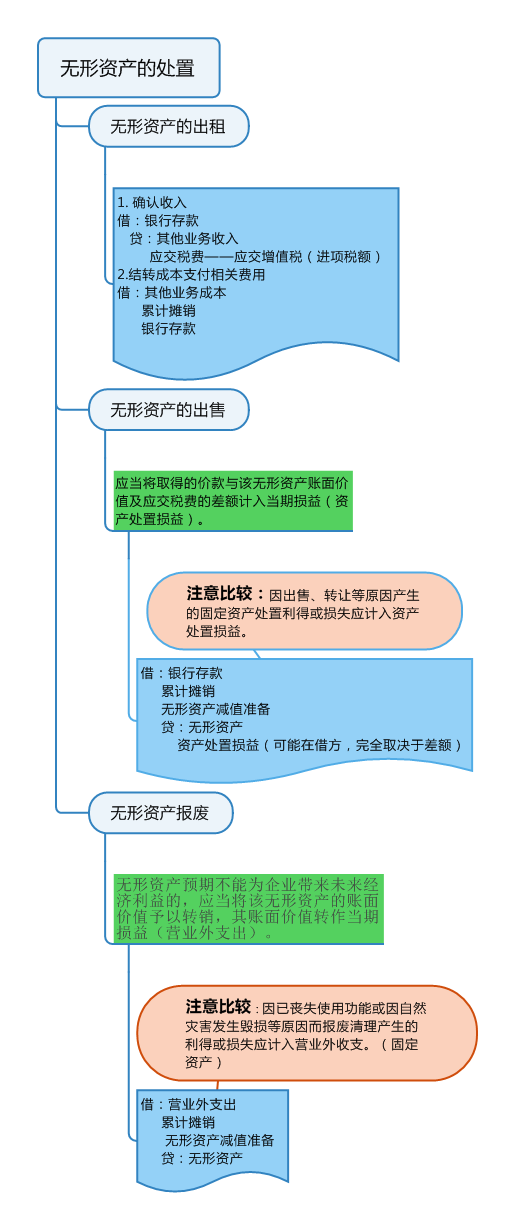 无形资产的处置
无形资产的出租
1. 确认收入
借：银行存款
贷：其他业务收入
应交税费——应交增值税（进项税额）
2.结转成本支付相关费用
借：其他业务成本
累计摊销
银行存款
无形资产的出售
应当将取得的价款与该无形资产账面价
值及应交税费的差额计入当期损益（资
产处置损益）。
注意比较：因出售、转让等原因产生
的固定资产处置利得或损失应计入资产
处置损益。
借：银行存款
累计摊销
无形资产减值准备
贷：无形资产
资产处置损益（可能在借方，完全取决于差额）
无形资产报废
无形资产预期不能为企业带来未来经
济利益的，应当将该无形资产的账面
价值予以转销，其账面价值转作当期
损益（营业外支出）。
注意比较：因已丧失使用功能或因自然
灾害发生毁损等原因而报废清理产生的
利得或损失应计入营业外收支。（固定
资产）
借：营业外支出
累计摊销
无形资产减值准备
贷：无形资产